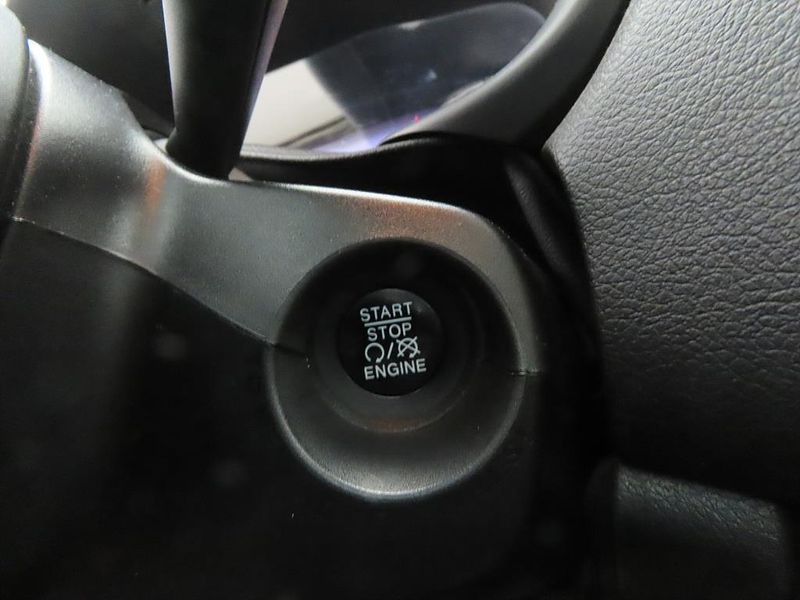 START
STOP
/
ENGINE